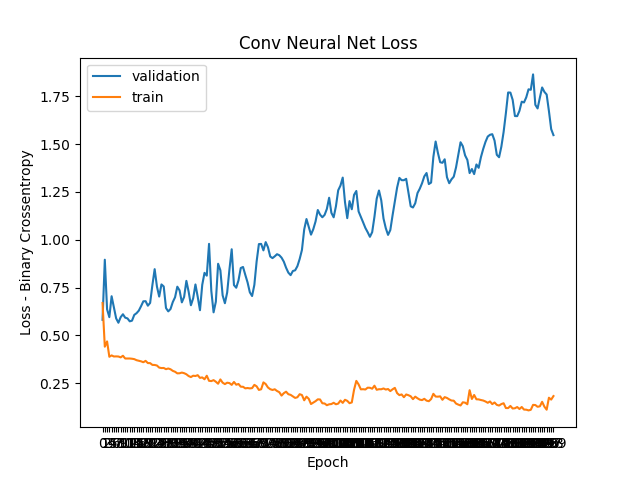 Conv Neural Net Loss
validation
train
1.75
1.50
1.25
1.00
0.75
0.50
0.25
Loss - Binary Crossentropy
Epoch